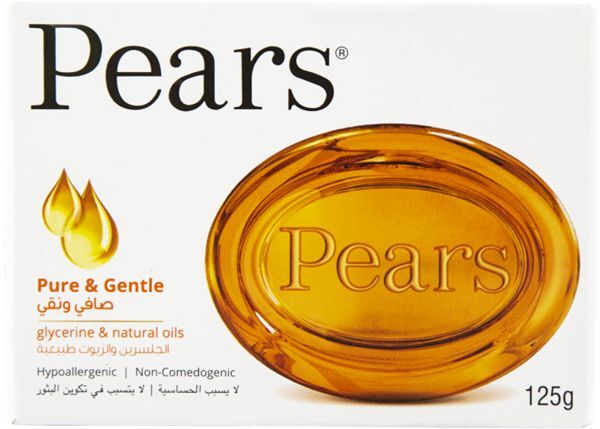 Pears®
Pears
Pure & Gentle
صافي ونقي
glycerine & natural oils
الجلسرين والزيوت طبيعية
Hypoallergenic | Non-Comedogenic
لا يسبب الحساسية | لا يتسبب في تكوين البثور
125g